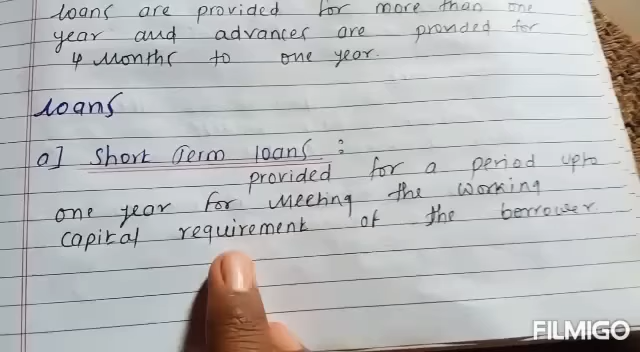 loans are provided for more than one
year and advances are provided for
4 Months to one year.
loans
a] Short Term loans :
provided for a period upto
one year for Meeting the working
capital requirement of the borrower
FILMIGO